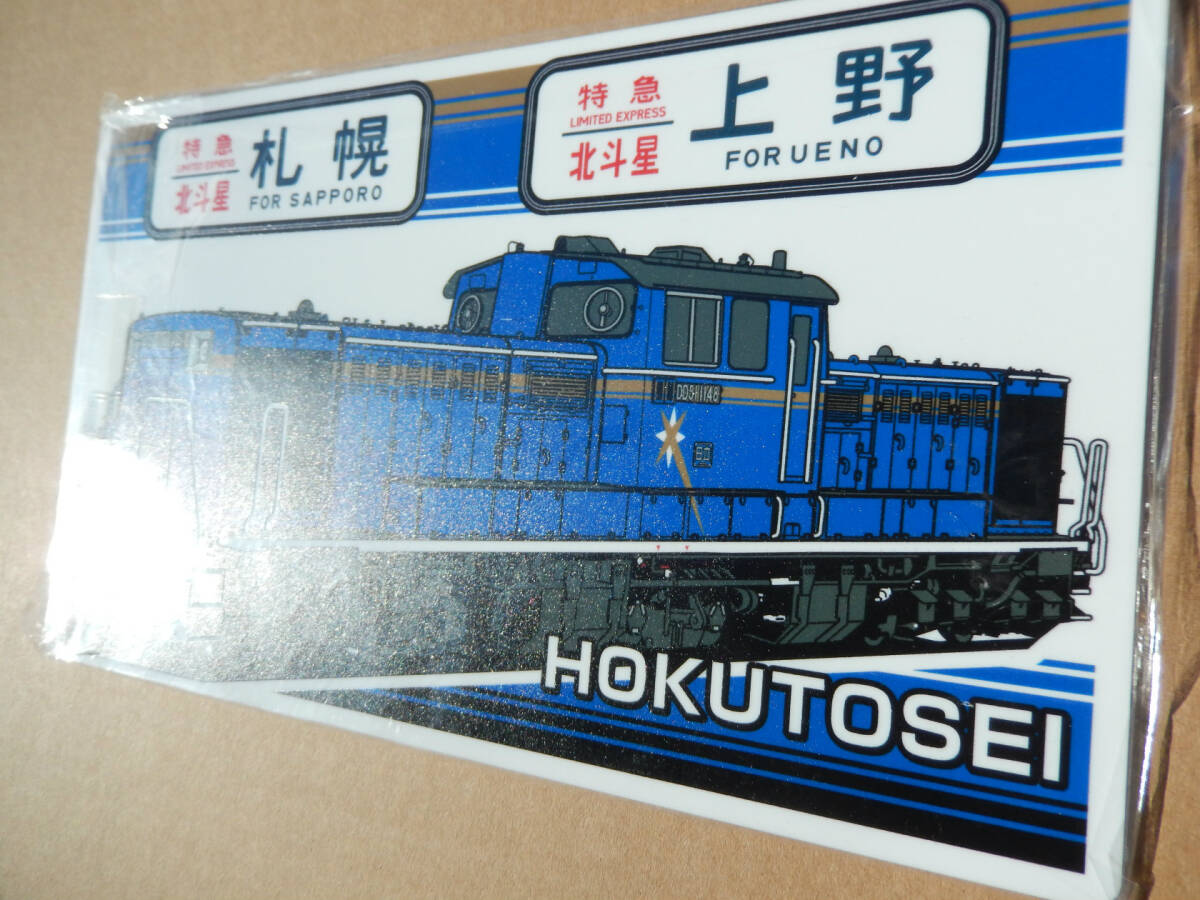 特急
LIMITED EXPRESS
北斗星
札幌
FOR SAPPORO
特急
LIMITED EXPRESS
北斗星
上野
FOR UENO
DD511148
HOKUTOSEI